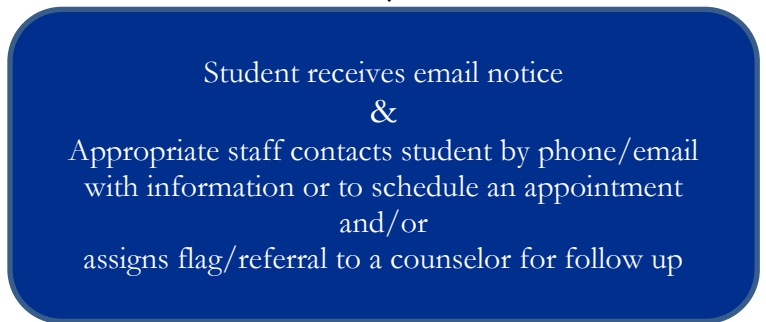 Student receives email notice
&
Appropriate staff contacts student by phone/email
with information or to schedule an appointment
and/or
assigns flag/referral to a counselor for follow up